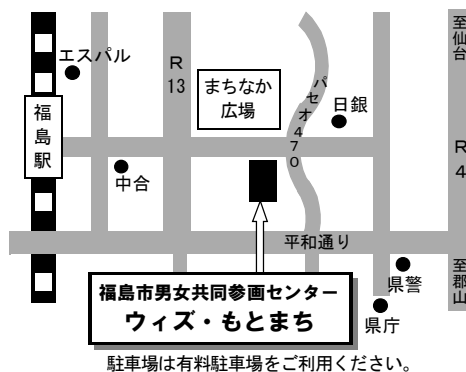 エスパル
R
13
まちなか
広場
パセオ470
日銀
至仙台
福島駅
中合
R
4
平和通り
県警
至郡山
県庁
福島市男女共同参画センター
ウィズ・もとまち
駐車場は有料駐車場をご利用ください。